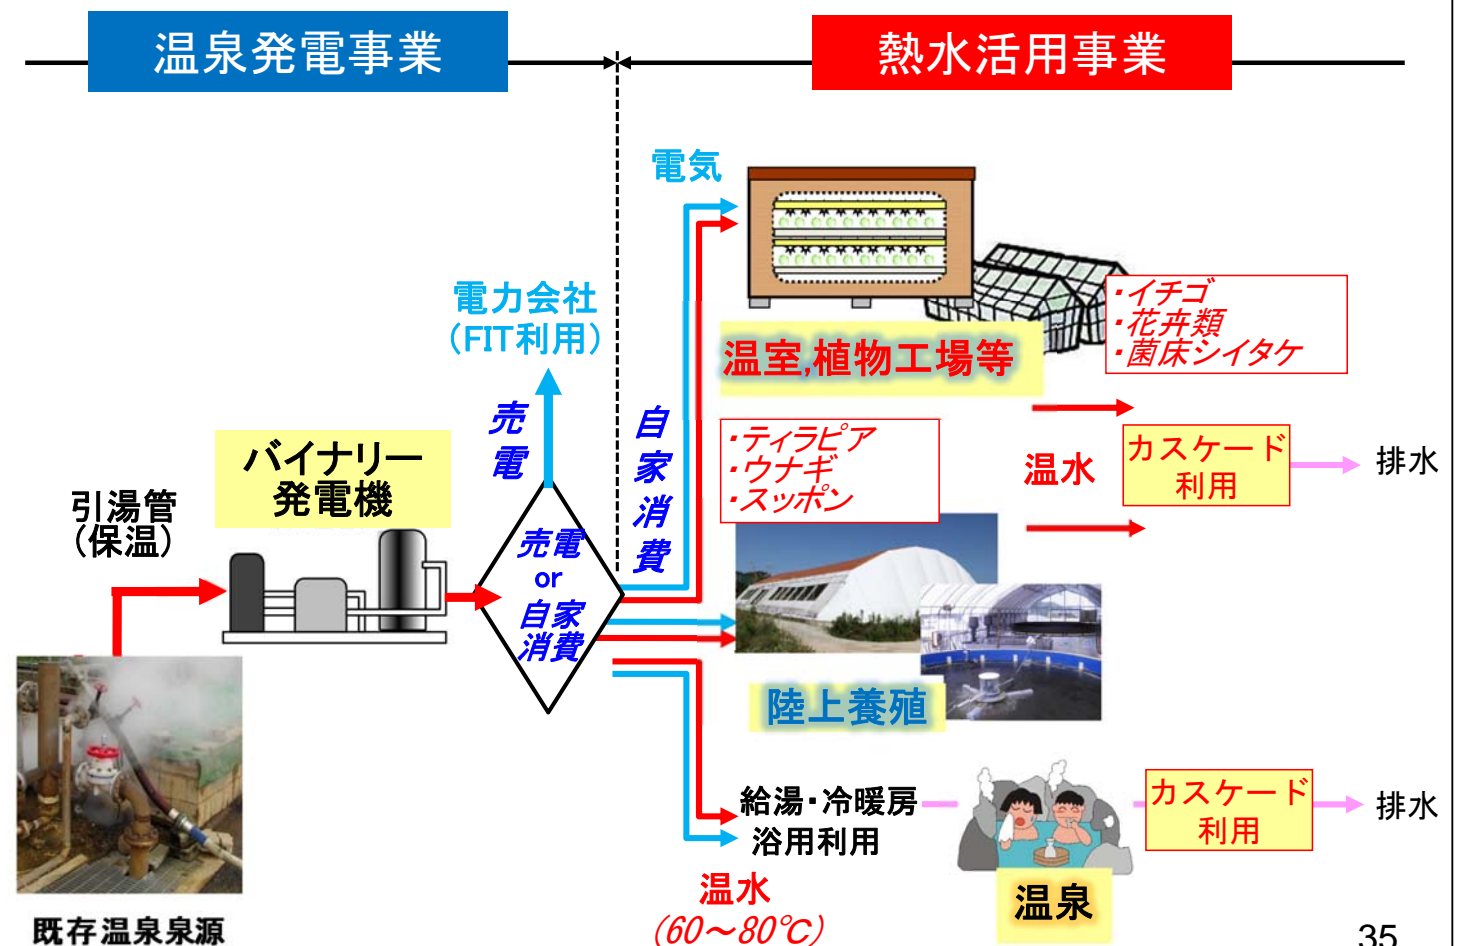 温泉発電事業
熱水活用事業
電気
電力会社
(FIT利用)
・イチゴ
・花卉類
・菌床シイタケ
温室,植物工場等
売電
自家消費
・ティラピア
・ウナギ
・スッポン
温水
カスケード
利用
排水
バイナリー
発電機
引湯管
(保温)
売電
or
自家
消費
陸上養殖
給湯・冷暖房
浴用利用
カスケード
利用
排水
温水
(60～80℃)
温泉
既存温泉泉源
35